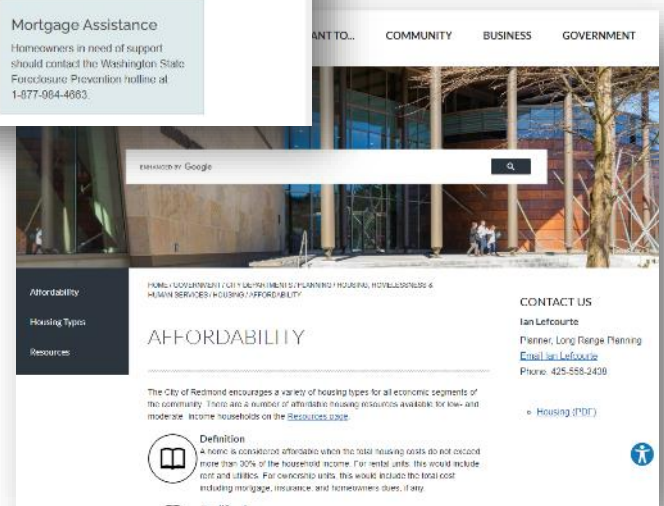 Mortgage Assistance
Homeowners in need of support
should contact the Washington State
Foreclosure Prevention hotline at
1-877-984-4663.
ANT TO...
COMMUNITY
BUSINESS
GOVERNMENT
ENHANCED BY Google
Affordability
Housing Types
Resources
HOME / GOVERNMENT / CITY DEPARTMENTS / PLANNING / HOUSING, HOMELESSNESS &
HUMAN SERVICES / HOUSING / AFFORDABILITY
AFFORDABILITY
The City of Redmond encourages a variety of housing types for all economic segments of
the community. There are a number of affordable housing resources available for low- and
moderate- income households on the Resources page.
Definition
A home is considered affordable when the total housing costs do not exceed
more than 30% of the household income. For rental units, this would include
rent and utilities. For ownership units, this would include the total cost
including mortgage, insurance, and homeowners dues, if any.
CONTACT US
Ian Lefcourte
Planner, Long Range Planning
Email Ian Lefcourte
Phone: 425-556-2438
Housing (PDF)